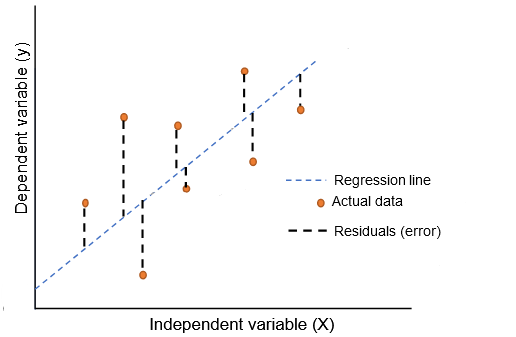 Dependent variable (y)
Regression line
Actual data
Residuals (error)
Independent variable (X)